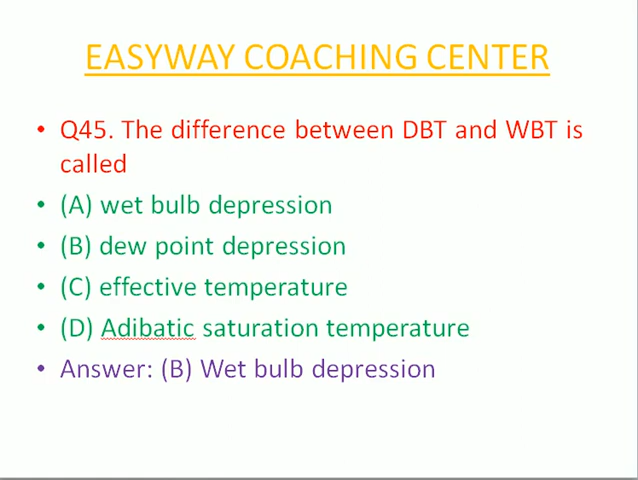 EASYWAY COACHING CENTER
• Q45. The difference between DBT and WBT is
called
• (A) wet bulb depression
• (B) dew point depression
• (C) effective temperature
• (D) Adibatic saturation temperature
• Answer: (B) Wet bulb depression